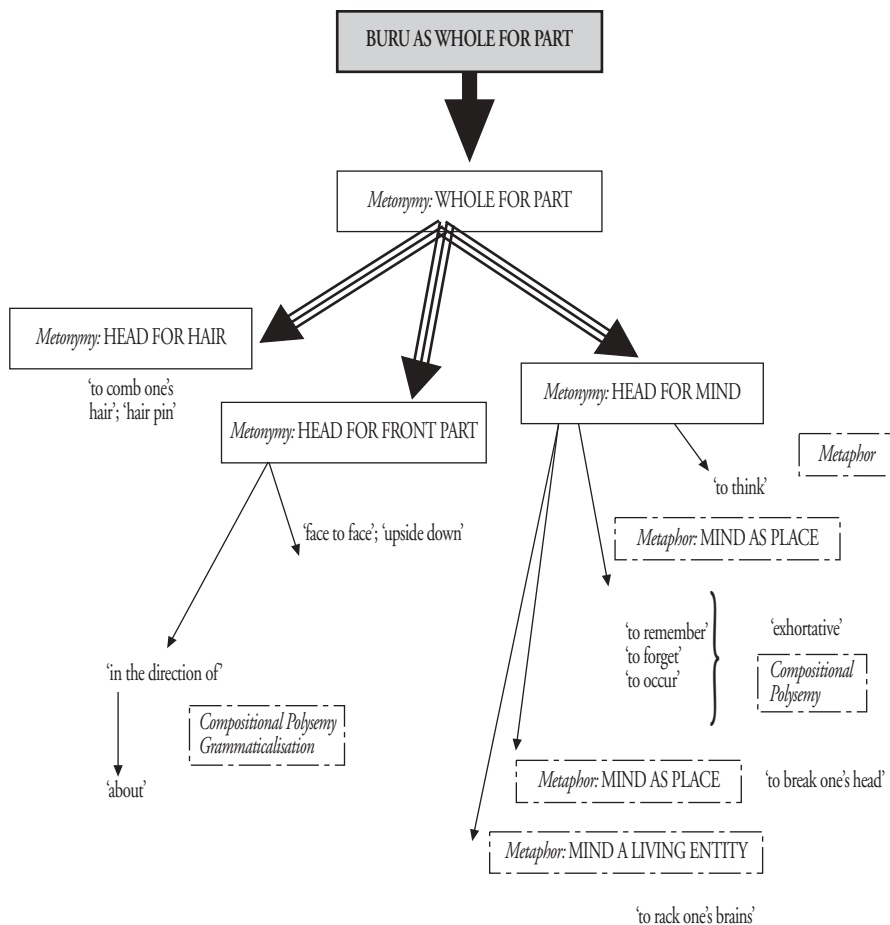 BURU AS WHOLE FOR PART
Metonymy: WHOLE FOR PART
Metonymy: HEAD FOR HAIR
‘to comb one’s
hair’; ‘hair pin’
Metonymy: HEAD FOR FRONT PART
Metonymy: HEAD FOR MIND
Metaphor
‘to think’
‘face to face’; ‘upside down’
Metaphor: MIND AS PLACE
‘to remember’
‘to forget’
‘to occur’
‘exhortative’
Compositional
Polysemy
‘in the direction of’
Compositional Polysemy
Grammaticalisation
‘about’
Metaphor: MIND AS PLACE
‘to break one’s head’
Metaphor: MIND A LIVING ENTITY
‘to rack one’s brains’